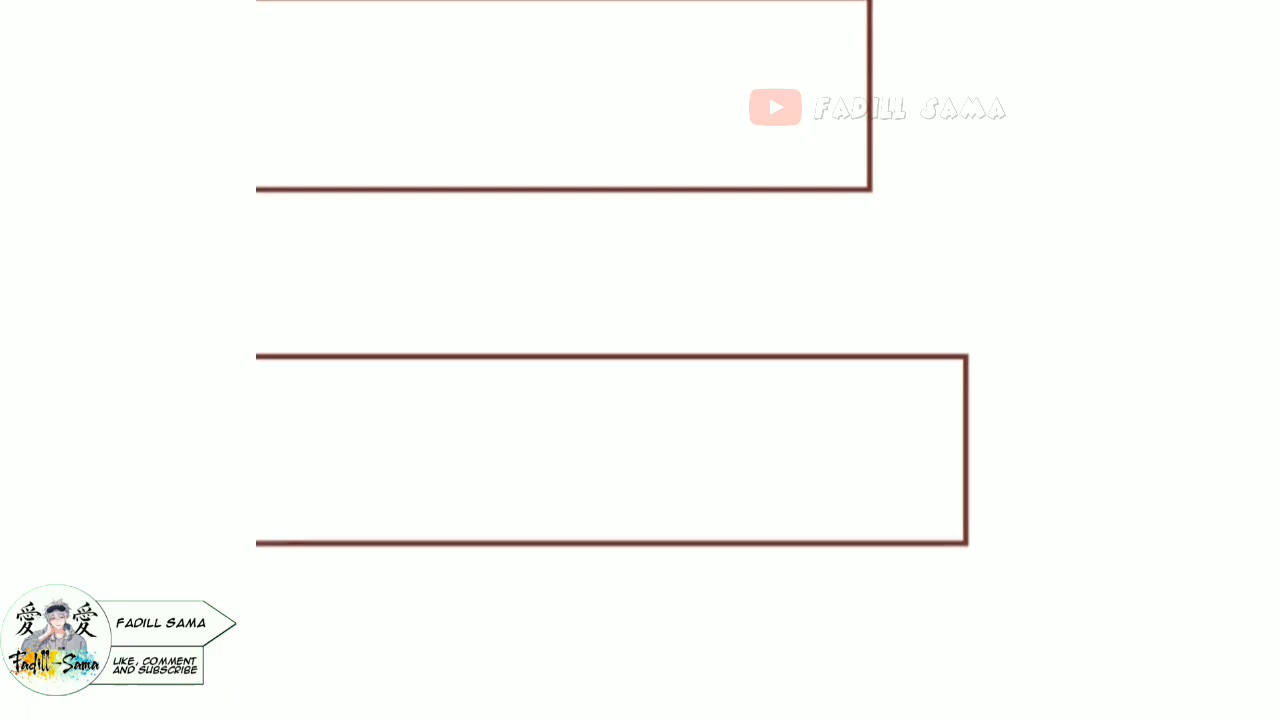 FADILL SAMA
愛 愛
Fadill-Sama
FADILL SAMA
LIKE, COMMENT
AND SUBSCRIBE